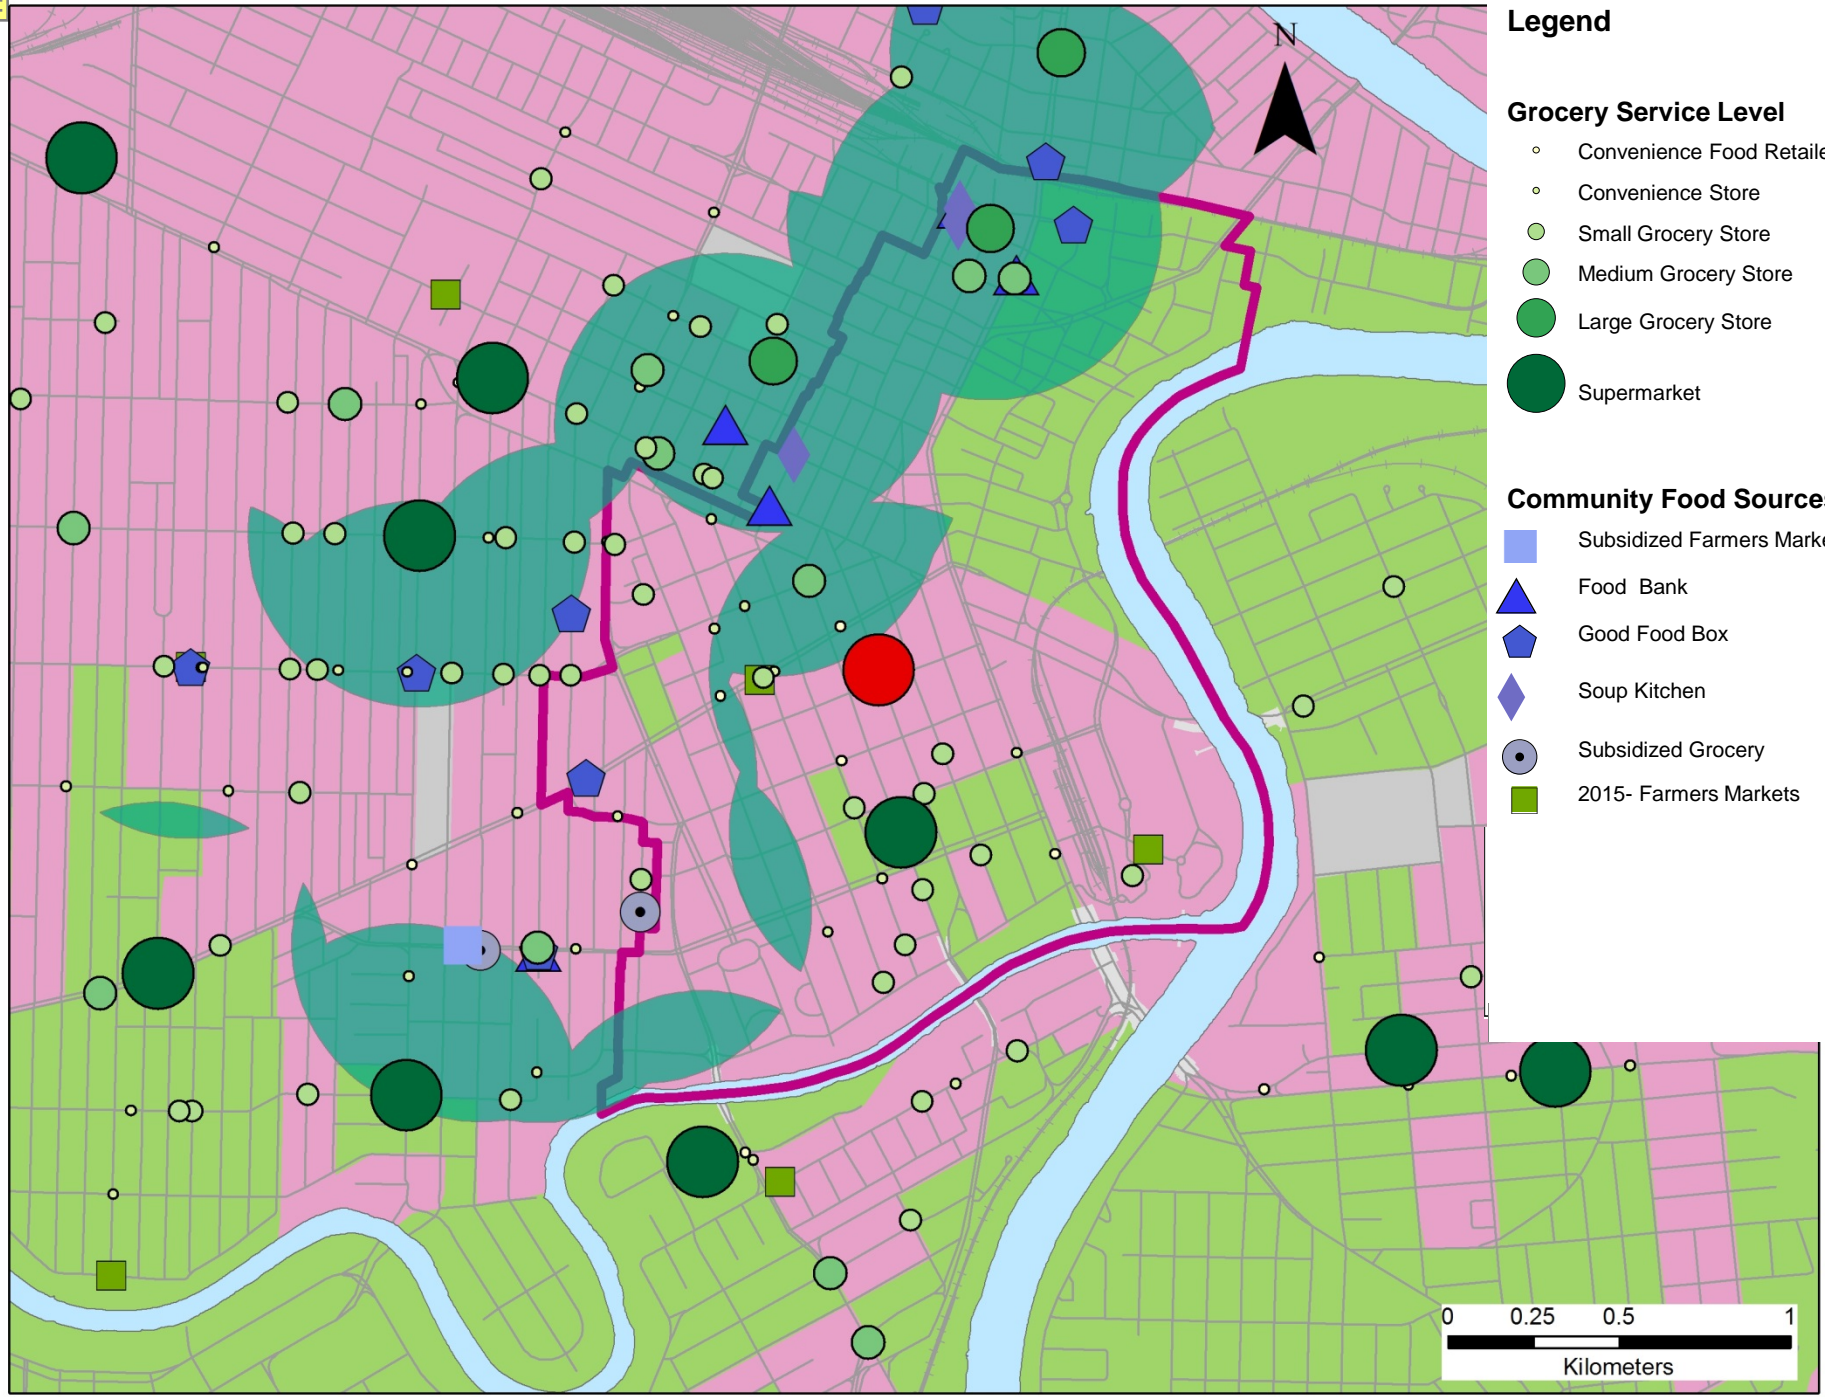 N
Legend
Grocery Service Level
Convenience Food Retaile
Convenience Store
Small Grocery Store
Medium Grocery Store
Large Grocery Store
Supermarket
Community Food Sources
Subsidized Farmers Marke
Food Bank
Good Food Box
Soup Kitchen
Subsidized Grocery
2015- Farmers Markets
0 0.25 0.5 1
Kilometers